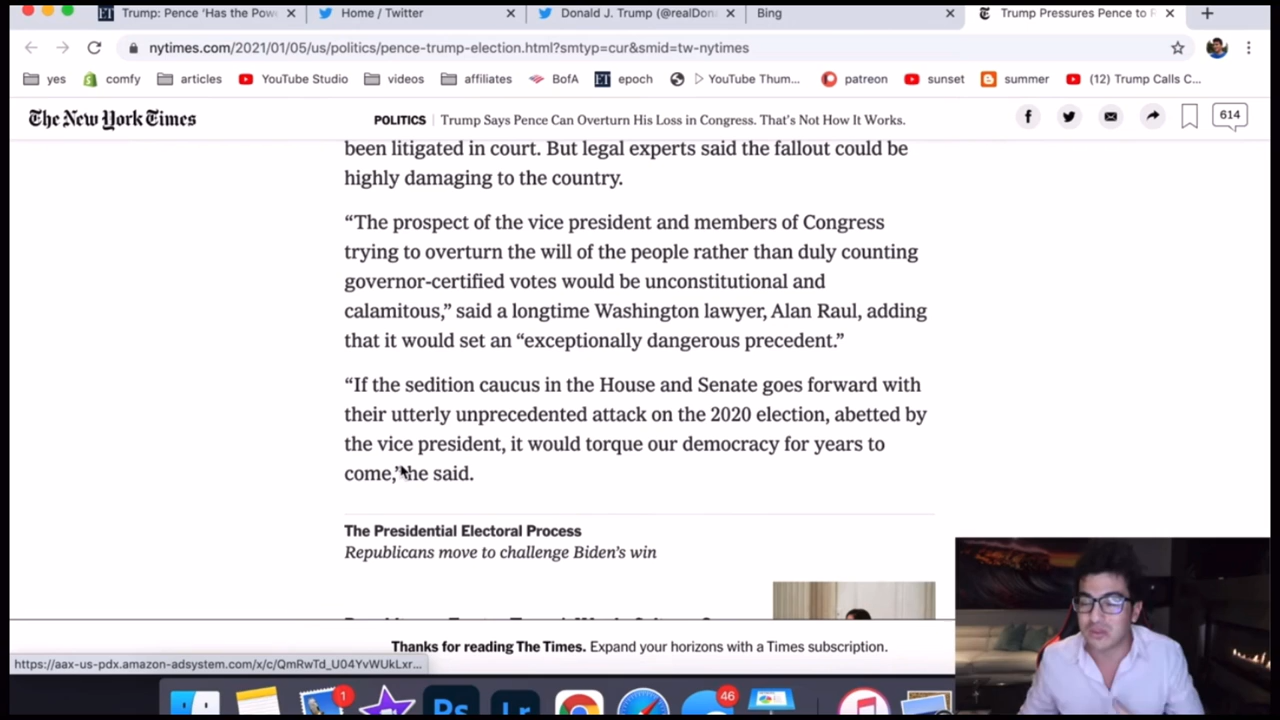 Trump: Pence ‘Has the Pow
Home / Twitter
Donald J. Trump (@realDon
Bing
Trump Pressures Pence to R
nytimes.com/2021/01/05/us/politics/pence-trump-election.html?smtyp=cur&smid=tw-nytimes
yes
comfy
articles
YouTube Studio
videos
affiliates
BofA
ET
epoch
YouTube Thum...
patreon
sunset
summer
(12) Trump Calls C...
The New York Times
POLITICS | Trump Says Pence Can Overturn His Loss in Congress. That’s Not How It Works.
614
been litigated in court. But legal experts said the fallout could be
highly damaging to the country.
“The prospect of the vice president and members of Congress
trying to overturn the will of the people rather than duly counting
governor-certified votes would be unconstitutional and
calamitous,” said a longtime Washington lawyer, Alan Raul, adding
that it would set an “exceptionally dangerous precedent.”
“If the sedition caucus in the House and Senate goes forward with
their utterly unprecedented attack on the 2020 election, abetted by
the vice president, it would torque our democracy for years to
come,” he said.
The Presidential Electoral Process
Republicans move to challenge Biden’s win
Thanks for reading The Times. Expand your horizons with a Times subscription.
https://aax-us-pdx.amazon-adsystem.com/x/c/QmRwTd_U04YvWUkLxr...
1
Ps
Lr
46